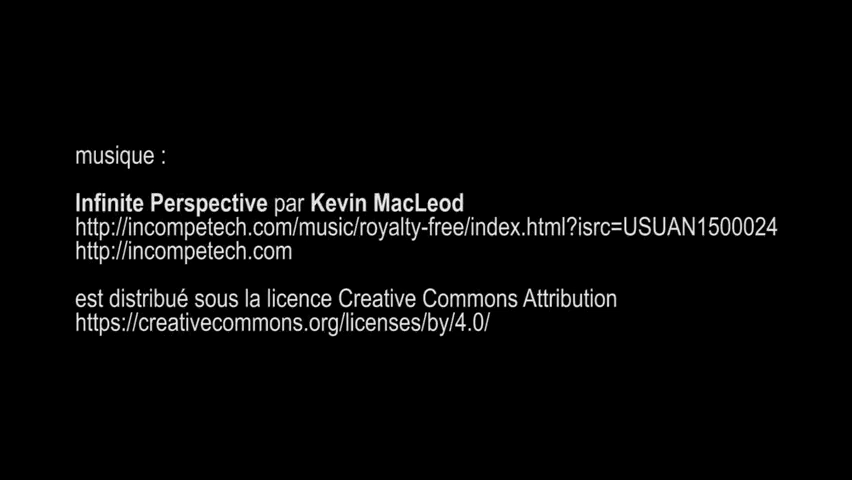 musique :
Infinite Perspective par Kevin MacLeod
http://incompetech.com/music/royalty-free/index.html?isrc=USUAN1500024
http://incompetech.com
est distribué sous la licence Creative Commons Attribution
https://creativecommons.org/licenses/by/4.0/